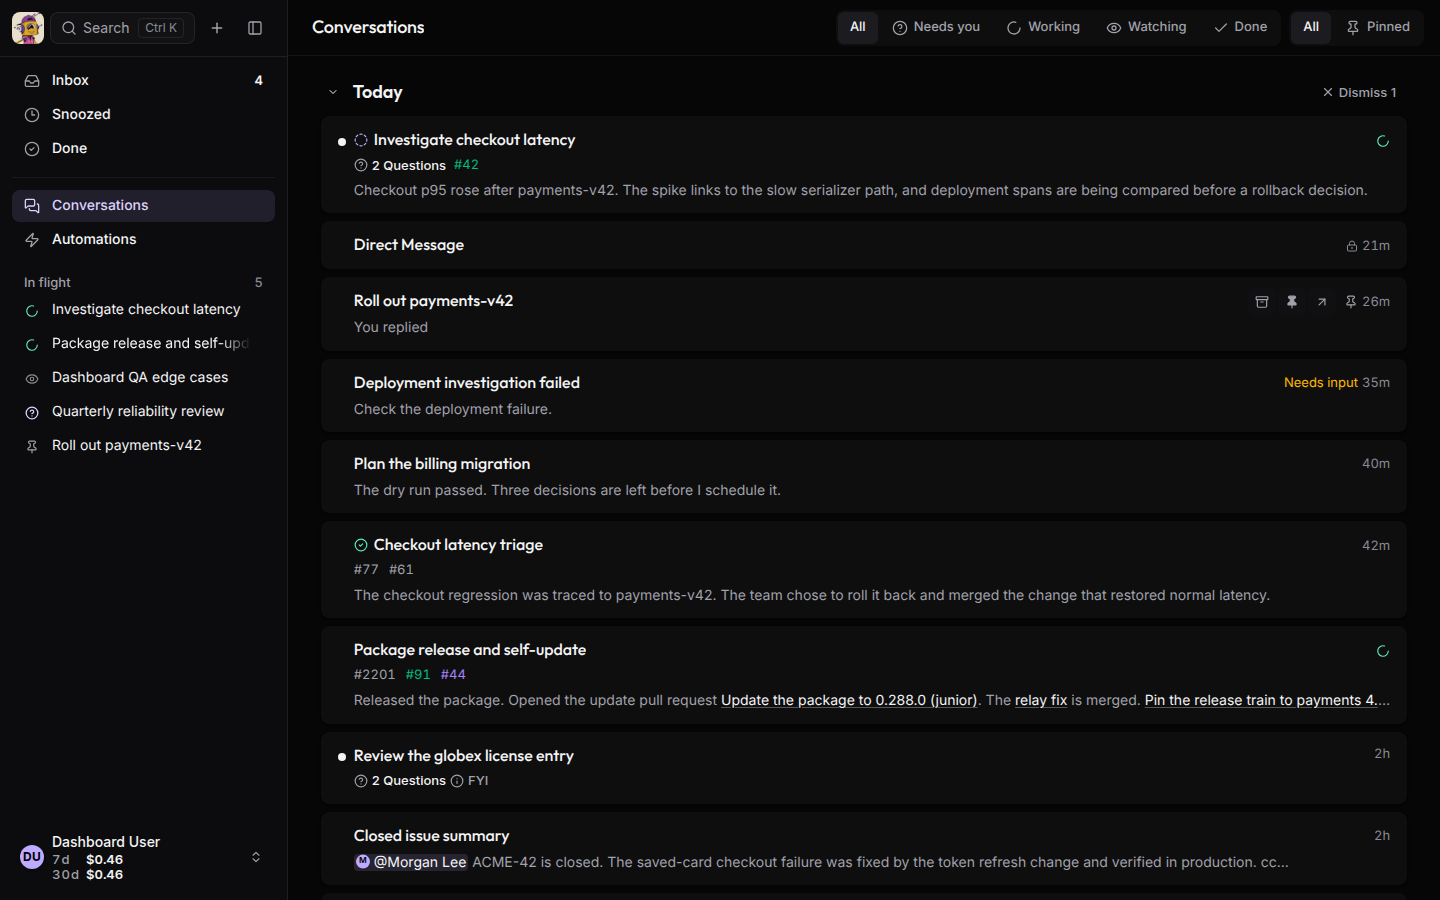 Search Ctrl K
Inbox 4
Snoozed
Done
Conversations
Automations
In flight 5
Investigate checkout latency
Package release and self-upd
Dashboard QA edge cases
Quarterly reliability review
Roll out payments-v42
DU Dashboard User
7d $0.46
30d $0.46
Conversations All Needs you Working Watching Done All Pinned
Today Dismiss 1
Investigate checkout latency
2 Questions #42
Checkout p95 rose after payments-v42. The spike links to the slow serializer path, and deployment spans are being compared before a rollback decision.
Direct Message 21m
Roll out payments-v42 26m
You replied
Deployment investigation failed Needs input 35m
Check the deployment failure.
Plan the billing migration 40m
The dry run passed. Three decisions are left before I schedule it.
Checkout latency triage 42m
#77 #61
The checkout regression was traced to payments-v42. The team chose to roll it back and merged the change that restored normal latency.
Package release and self-update
#2201 #91 #44
Released the package. Opened the update pull request Update the package to 0.288.0 (junior). The relay fix is merged. Pin the release train to payments 4....
Review the globex license entry 2h
2 Questions FYI
Closed issue summary 2h
M @Morgan Lee ACME-42 is closed. The saved-card checkout failure was fixed by the token refresh change and verified in production. cc...